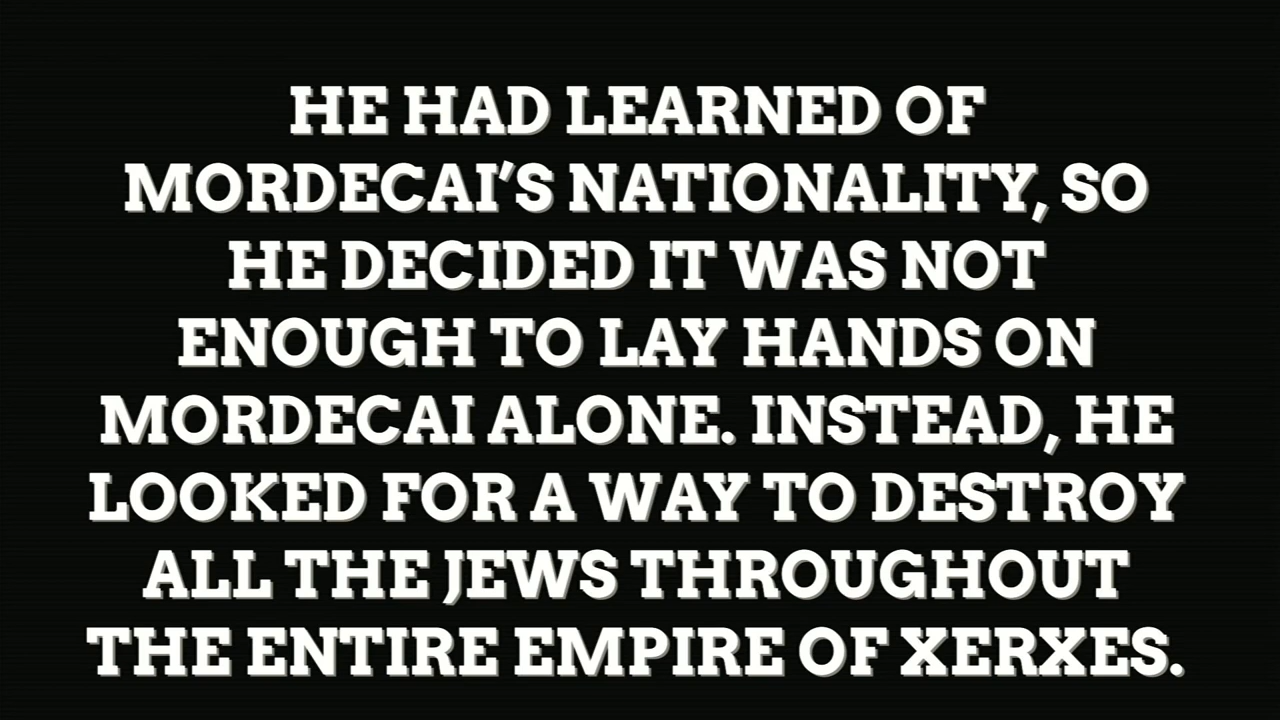 HE HAD LEARNED OF
MORDECAI'S NATIONALITY, SO
HE DECIDED IT WAS NOT
ENOUGH TO LAY HANDS ON
MORDECAI ALONE. INSTEAD, HE
LOOKED FOR A WAY TO DESTROY
ALL THE JEWS THROUGHOUT
THE ENTIRE EMPIRE OF XERXES.